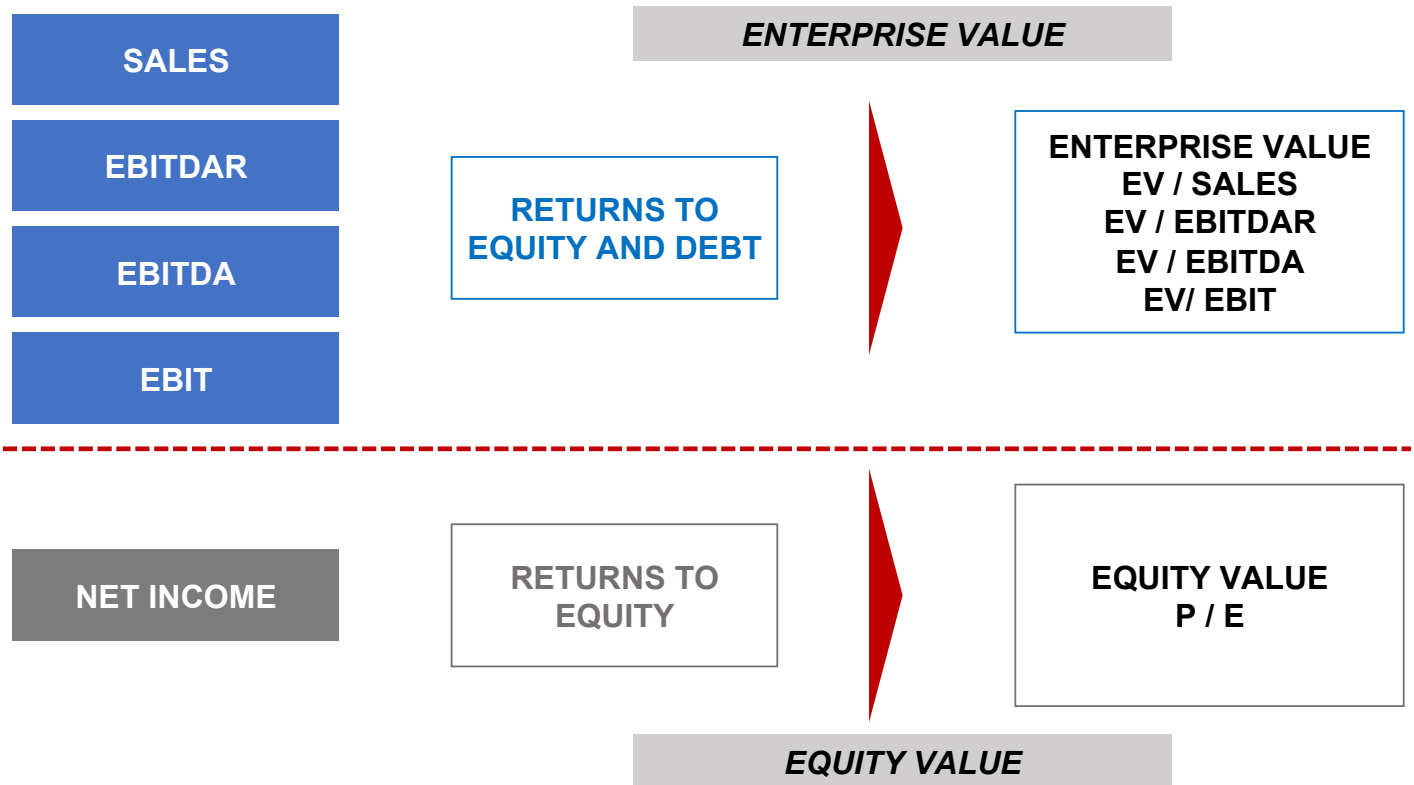 ENTERPRISE VALUE
SALES
EBITDAR
EBITDA
EBIT
RETURNS TO
EQUITY AND DEBT
ENTERPRISE VALUE
EV / SALES
EV / EBITDAR
EV / EBITDA
EV/ EBIT
NET INCOME
RETURNS TO
EQUITY
EQUITY VALUE
P / E
EQUITY VALUE